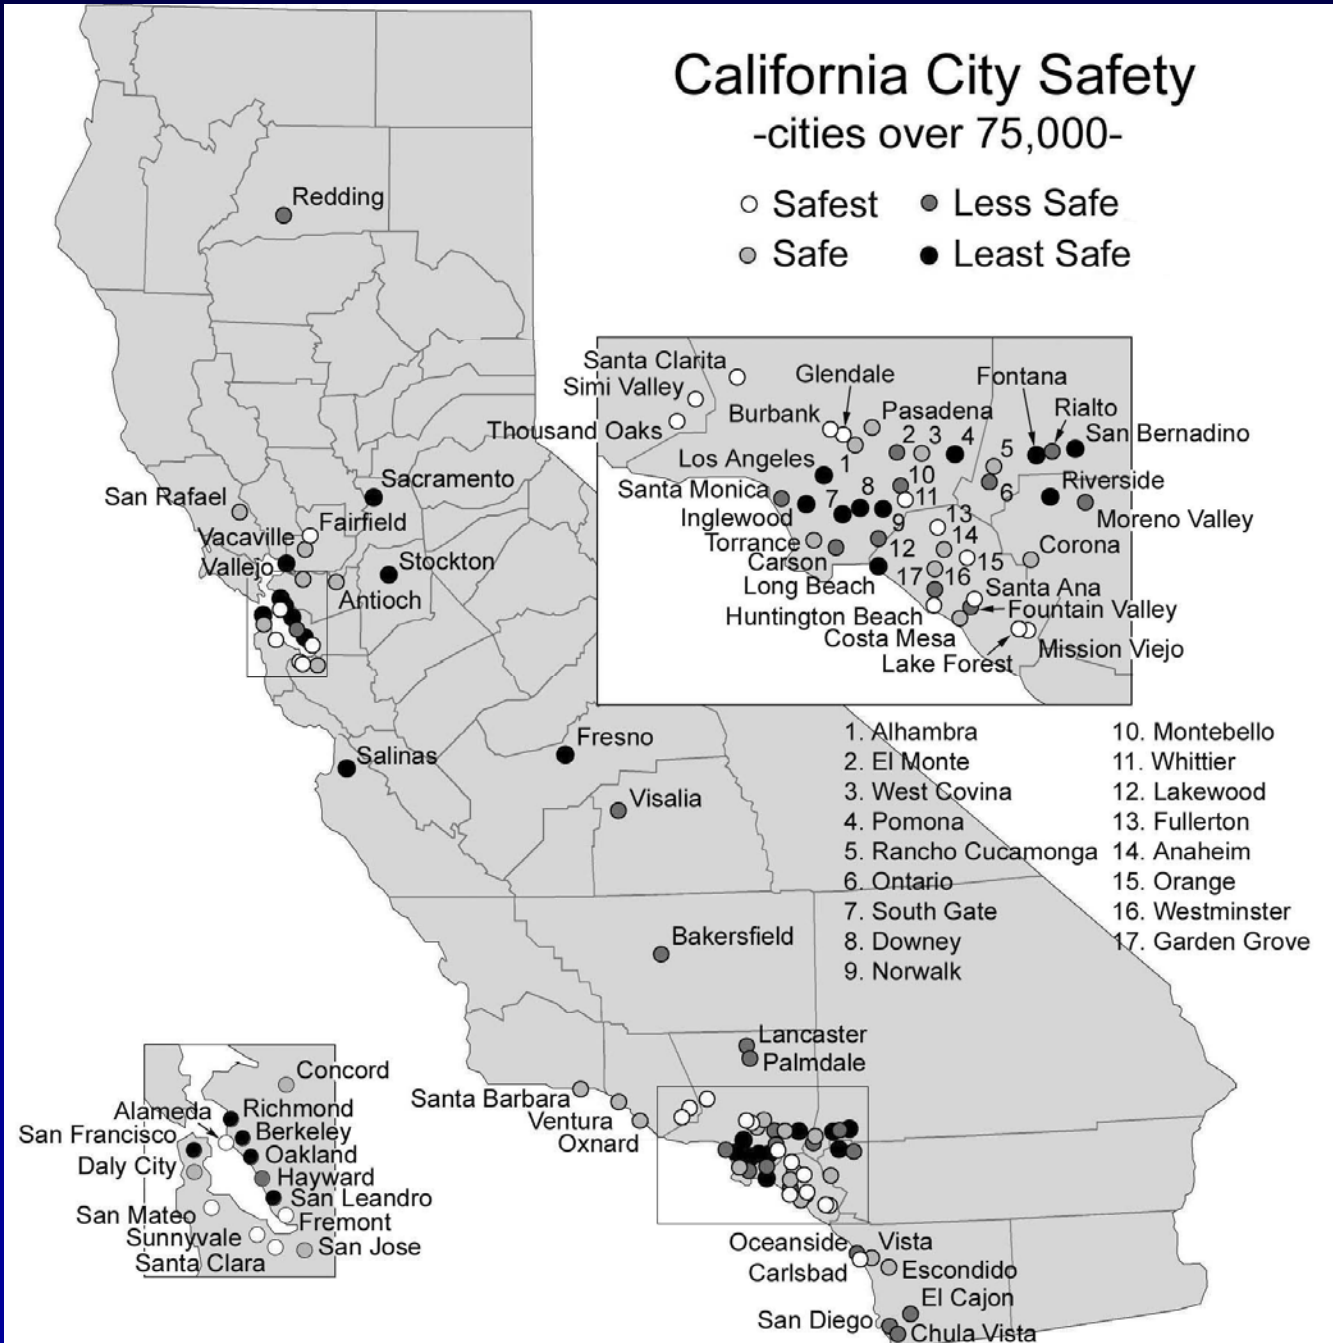 California City Safety
-cities over 75,000-
Safest
Less Safe
Safe
Least Safe
Redding
Sacramento
San Rafael
Fairfield
Vacaville
Vallejo
Stockton
Antioch
Salinas
Fresno
Visalia
Bakersfield
Lancaster
Palmdale
Santa Barbara
Ventura
Oxnard
Oceanside
Vista
Carlsbad
Escondido
El Cajon
San Diego
Chula Vista
Santa Clarita
Simi Valley
Thousand Oaks
Glendale
Burbank
Pasadena
Fontana
Rialto
San Bernadino
2
3
4
5
Los Angeles
1
10
6
Riverside
Santa Monica
7
8
11
Moreno Valley
Inglewood
9
13
Torrance
12
14
Corona
Carson
15
Long Beach
17
16
Santa Ana
Huntington Beach
Fountain Valley
Costa Mesa
Lake Forest
Mission Viejo
1. Alhambra
2. El Monte
3. West Covina
4. Pomona
5. Rancho Cucamonga
6. Ontario
7. South Gate
8. Downey
9. Norwalk
10. Montebello
11. Whittier
12. Lakewood
13. Fullerton
14. Anaheim
15. Orange
16. Westminster
17. Garden Grove
Concord
Alameda
Richmond
San Francisco
Berkeley
Oakland
Daly City
Hayward
San Leandro
San Mateo
Fremont
Sunnyvale
San Jose
Santa Clara